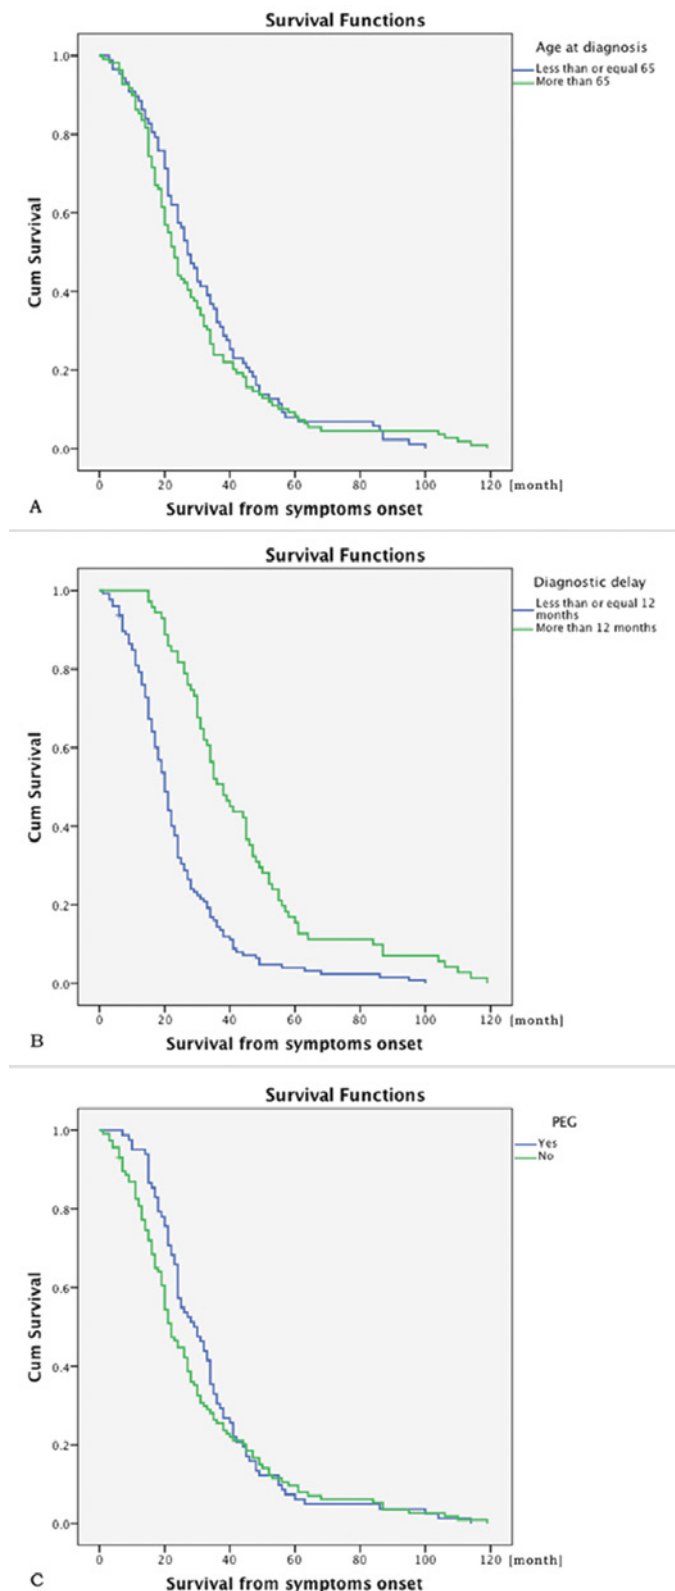 Survival Functions
Age at diagnosis
Less than or equal 65
More than 65
1.0
0.8
0.6
0.4
0.2
0.0
Cum Survival
0 20 40 60 80 100 120 [month]
A
Survival from symptoms onset
Survival Functions
Diagnostic delay
Less than or equal 12
months
More than 12 months
1.0
0.8
0.6
0.4
0.2
0.0
Cum Survival
0 20 40 60 80 100 120 [month]
B
Survival from symptoms onset
Survival Functions
PEG
Yes
No
1.0
0.8
0.6
0.4
0.2
0.0
Cum Survival
0 20 40 60 80 100 120 [month]
C
Survival from symptoms onset